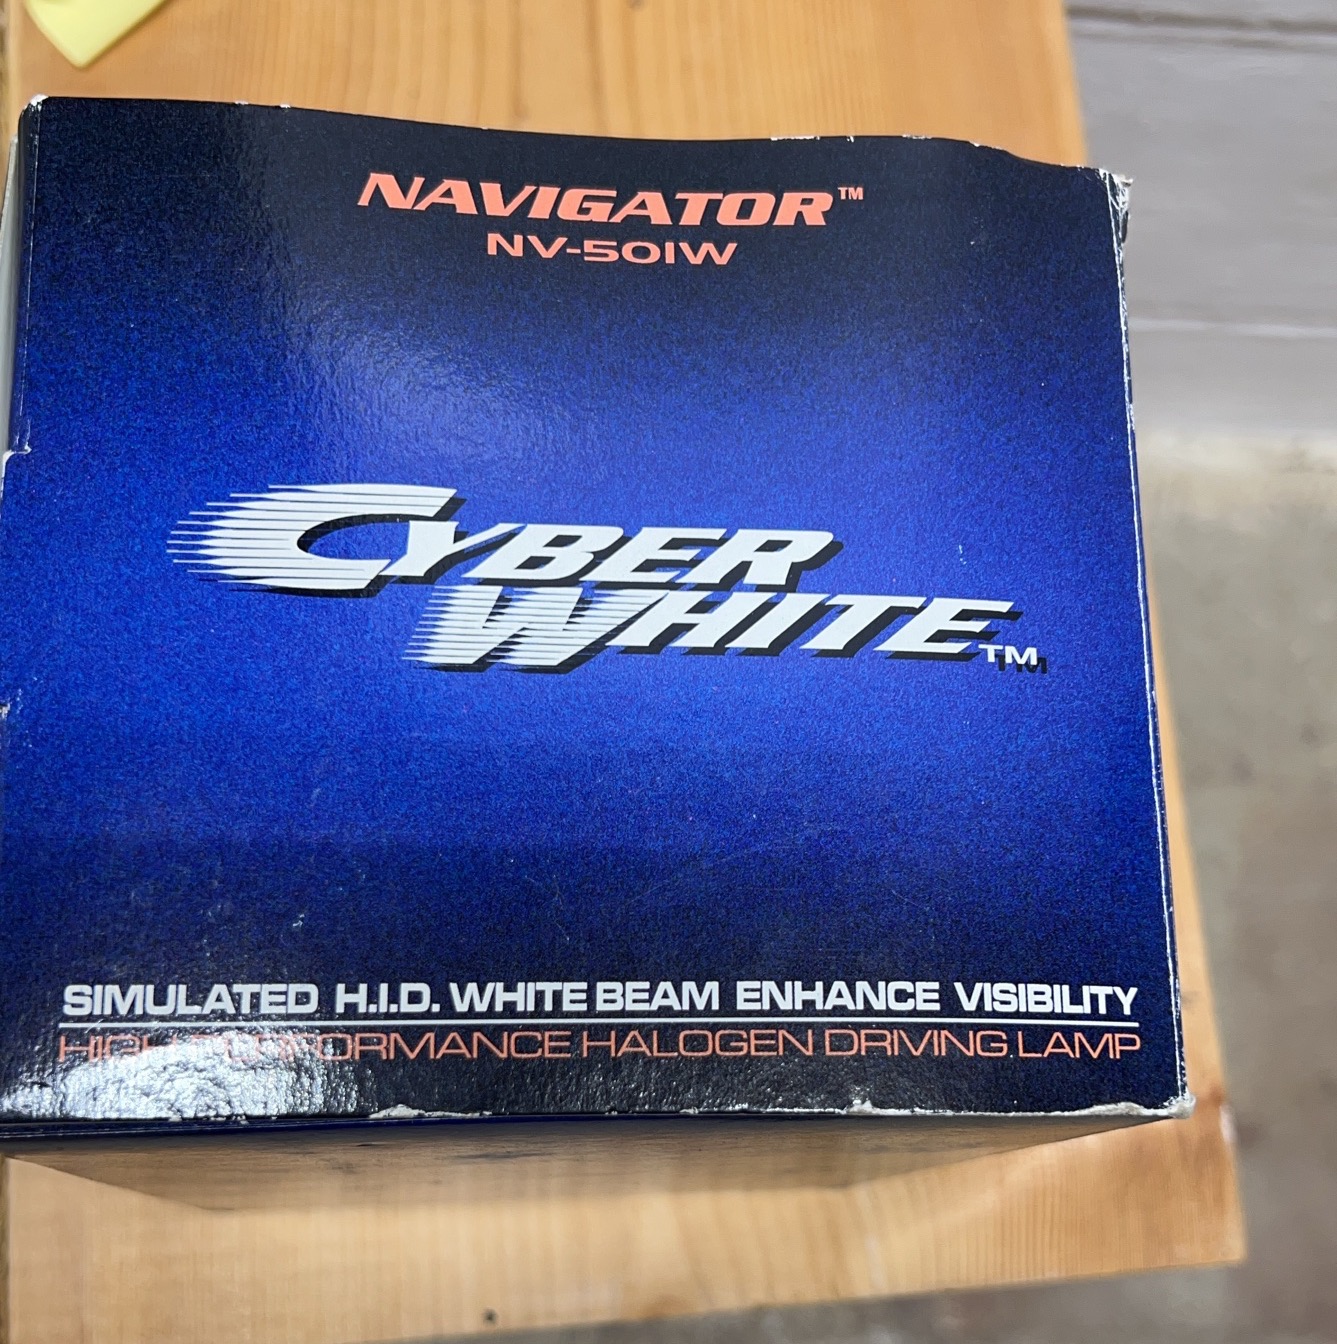 NAVIGATOR™
NV-501W
CYBER
WHITE™
SIMULATED H.I.D. WHITE BEAM ENHANCE VISIBILITY
HIGH PERFORMANCE HALOGEN DRIVING LAMP